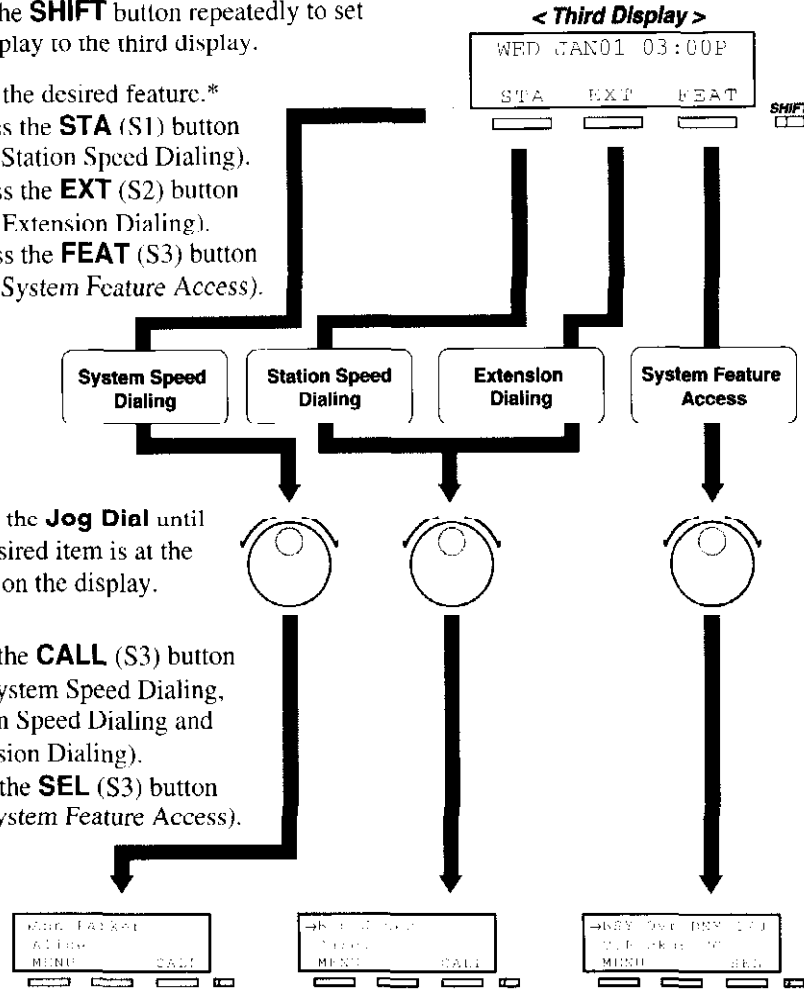 he SHIFT button repeatedly to set
play to the third display.
< Third Display >
WED JAN01 03:00P
STA EXT FEAT
SHIFT
the desired feature.*
ss the STA (S1) button
Station Speed Dialing).
ss the EXT (S2) button
Extension Dialing).
ss the FEAT (S3) button
System Feature Access).
System Speed
Dialing
Station Speed
Dialing
Extension
Dialing
System Feature
Access
the Jog Dial until
sired item is at the
on the display.
the CALL (S3) button
ystem Speed Dialing,
n Speed Dialing and
sion Dialing).
the SEL (S3) button
ystem Feature Access).
Alice
MENU CALL
MENU CALL
MENU SEL